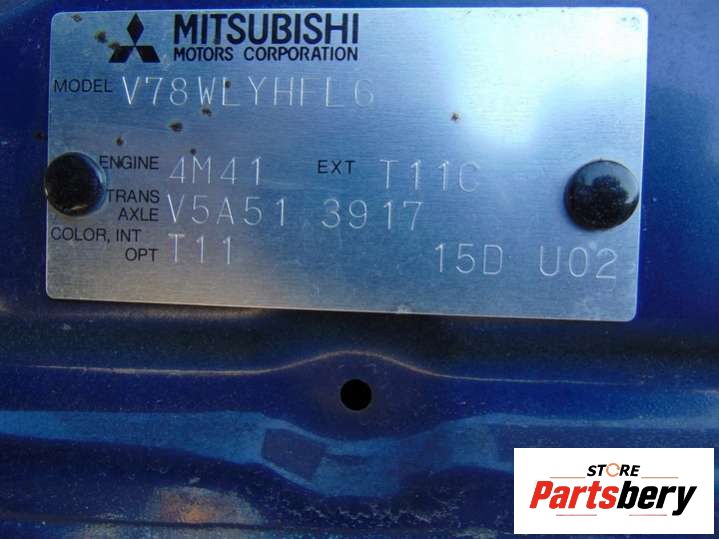 MITSUBISHI
MOTORS CORPORATION
MODEL V78WLYHFL6
ENGINE 4M41 EXT T11C
TRANS AXLE V5A51 3917
COLOR, INT OPT T11 15D U02
STORE
Partsbery